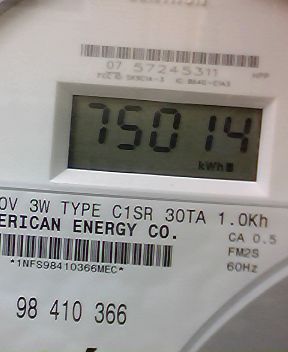 07 57245311
75014
kWh
0V 3W TYPE C1SR 30TA 1.0Kh
ERICAN ENERGY CO.
CA 0.5
FM2S
*1NFS98410366MEC*
60Hz
98 410 366